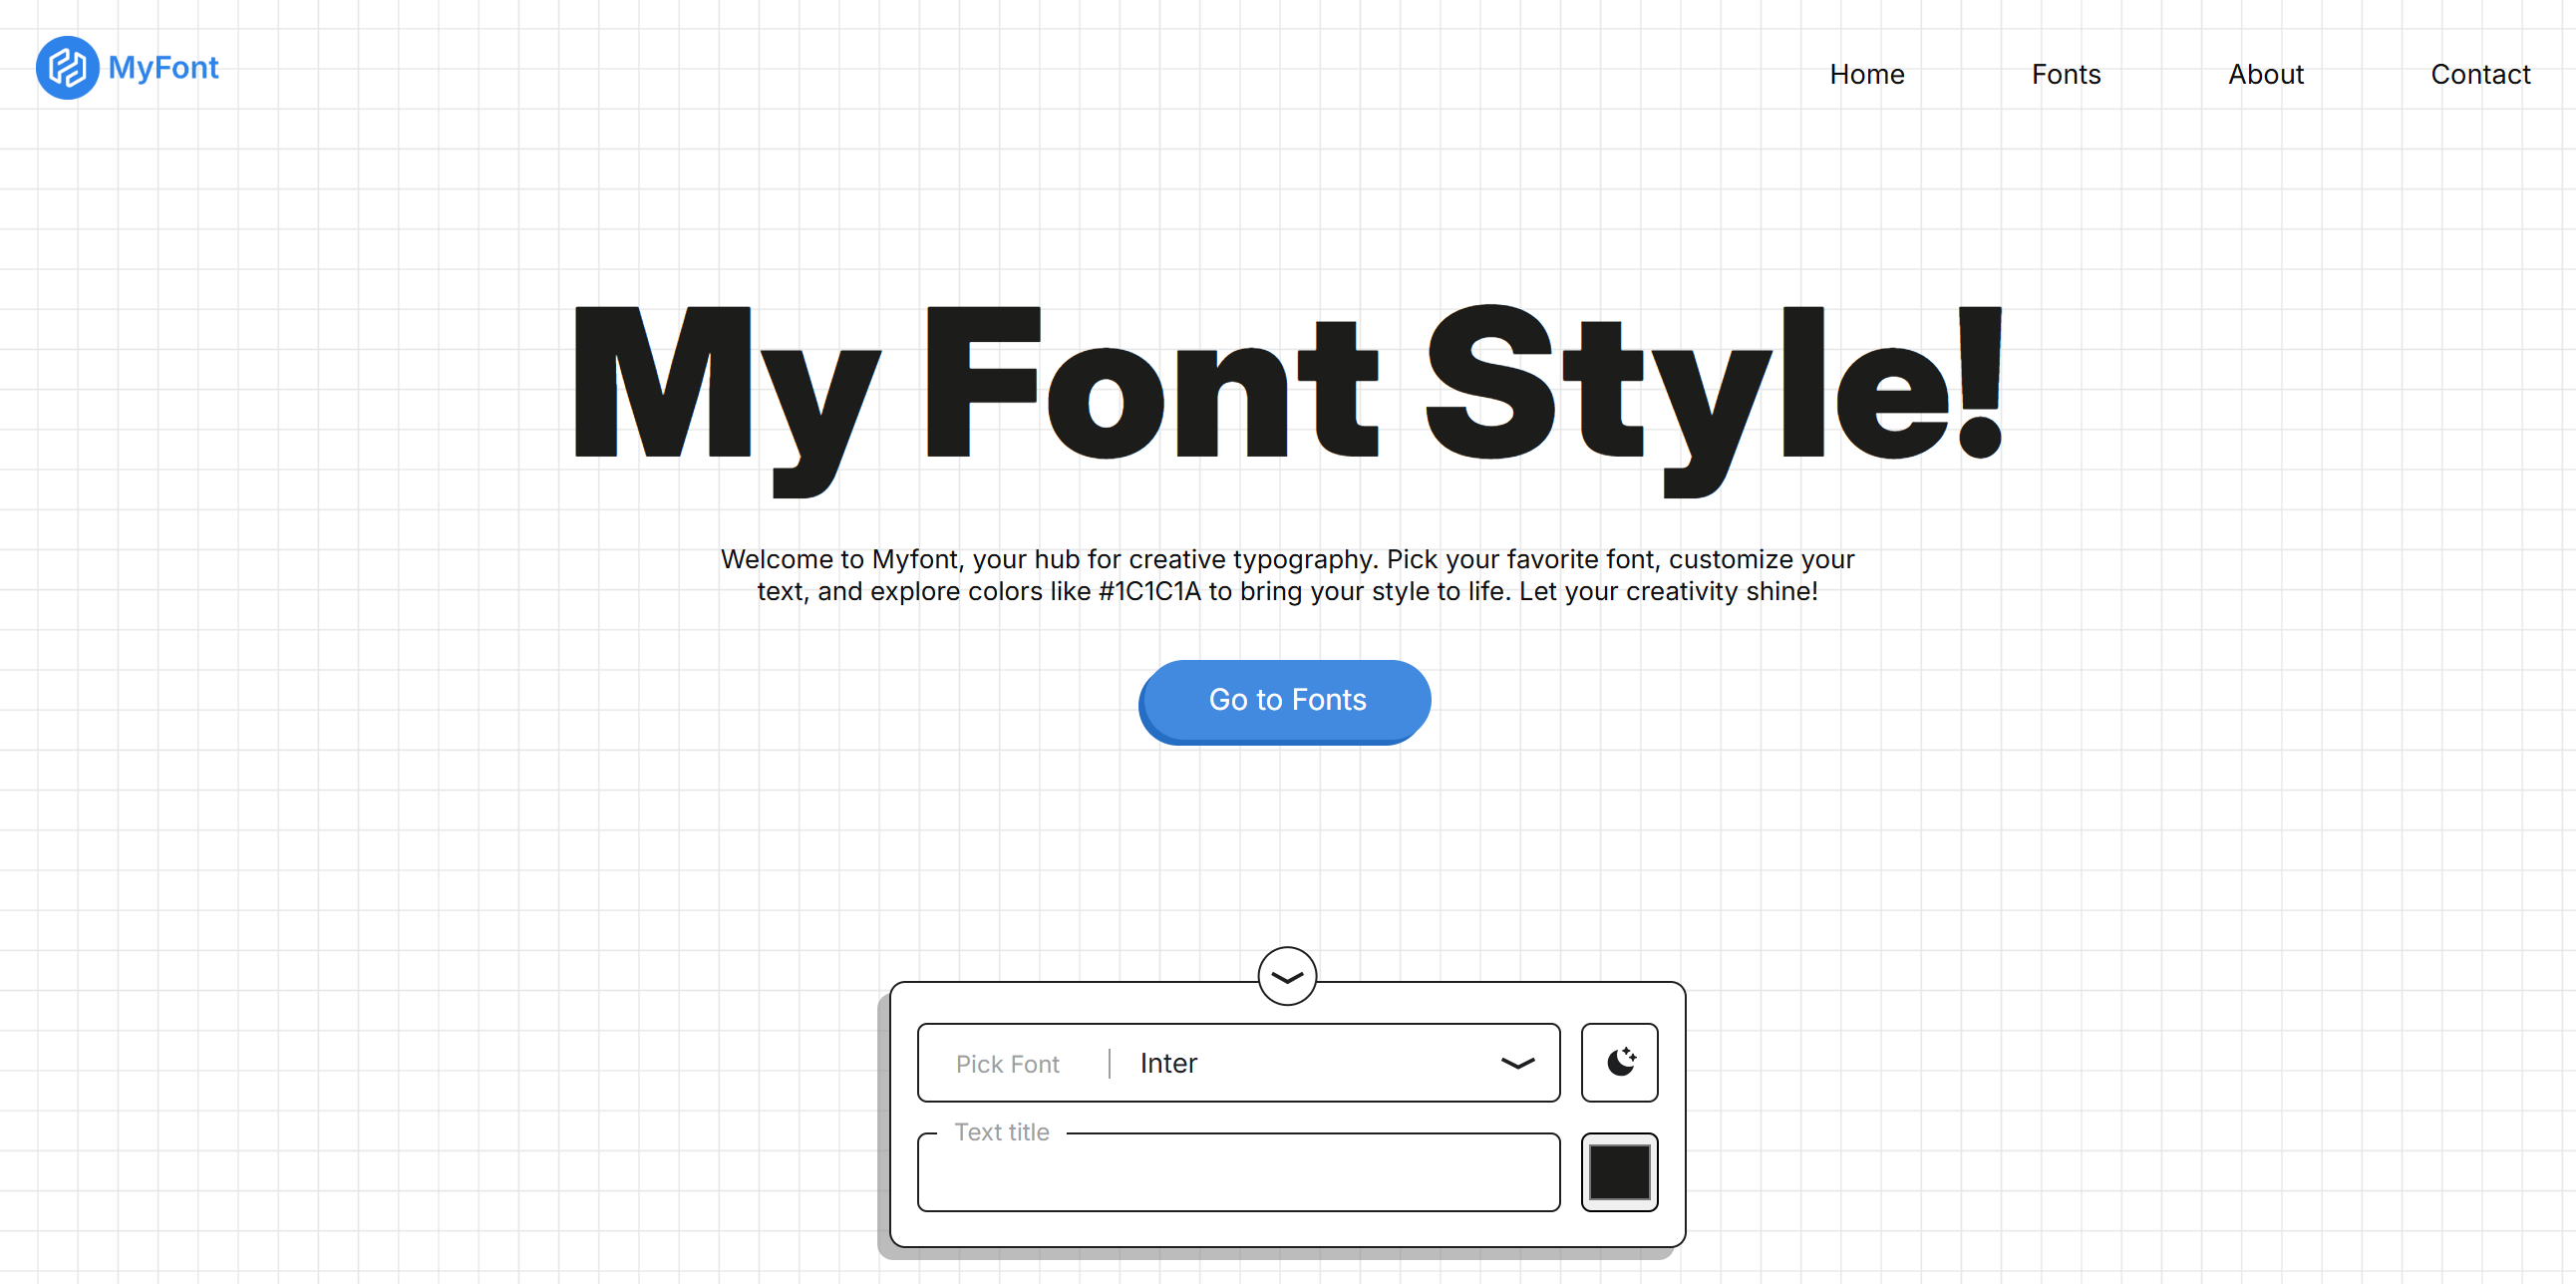 MyFont
Home Fonts About Contact
My Font Style!
Welcome to Myfont, your hub for creative typography. Pick your favorite font, customize your
text, and explore colors like #1C1C1A to bring your style to life. Let your creativity shine!
Go to Fonts
Pick Font | Inter
Text title